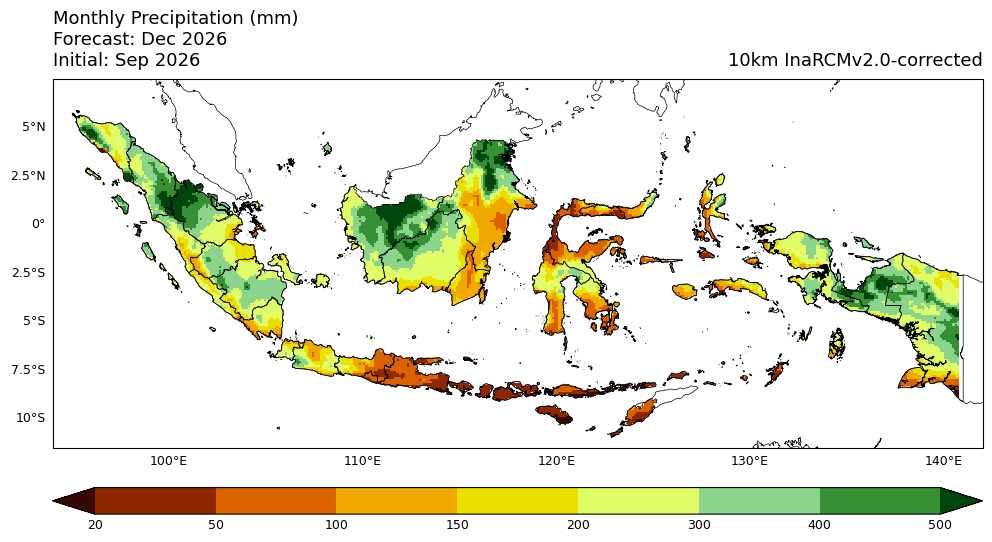 Monthly Precipitation (mm)
Forecast: Dec 2026
Initial: Sep 2026
10km InaRCMv2.0-corrected
5°N
2.5°N
0°
2.5°S
5°S
7.5°S
10°S
100°E 110°E 120°E 130°E 140°E
20 50 100 150 200 300 400 500